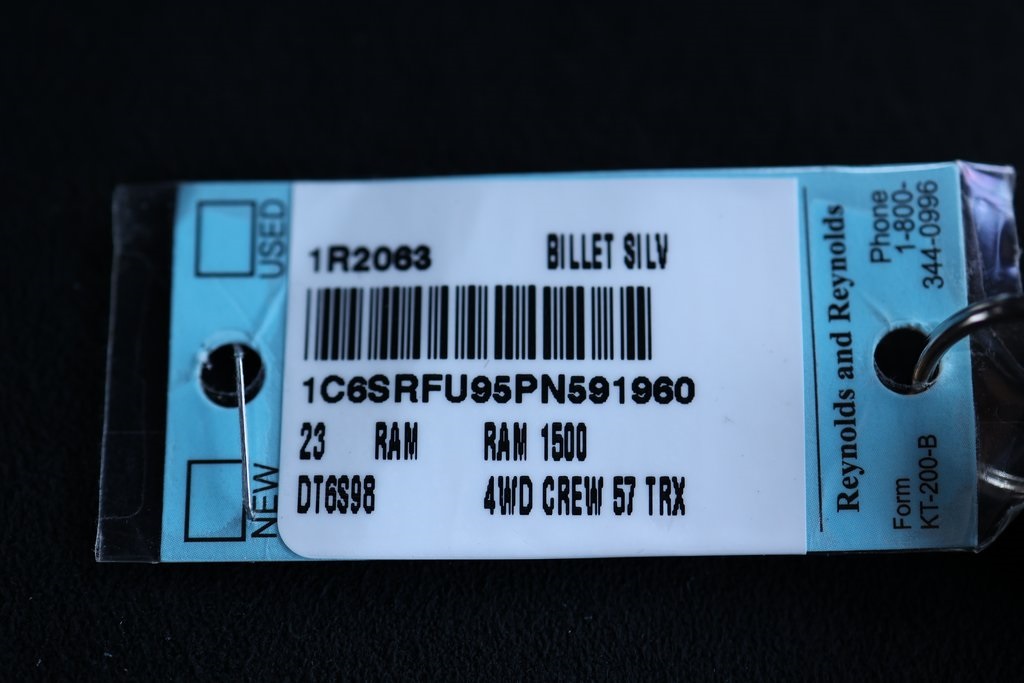 USED
NEW
1R2063 BILLET SILV
1C6SRFU95PN591960
23 RAM RAM 1500
DT6S98 4WD CREW 57 TRX
Reynolds and Reynolds
Phone
1-800-
344-0996
Form
KT-200-B